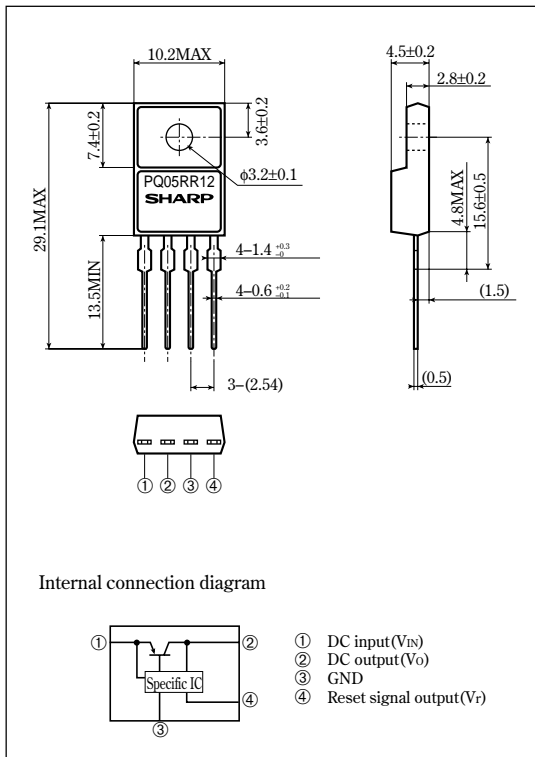 10.2MAX
4.5±0.2
2.8±0.2
7.4±0.2
3.6±0.2
φ3.2±0.1
29.1MAX
PQ05RR12
SHARP
4.8MAX
15.6±0.5
13.5MIN
4–1.4 +0.3 –0
4–0.6 +0.2 –0.1
(1.5)
3–(2.54)
(0.5)
① ② ③ ④
Internal connection diagram
① ②
Specific IC
④
③
① DC input(VIN)
② DC output(VO)
③ GND
④ Reset signal output(Vr)